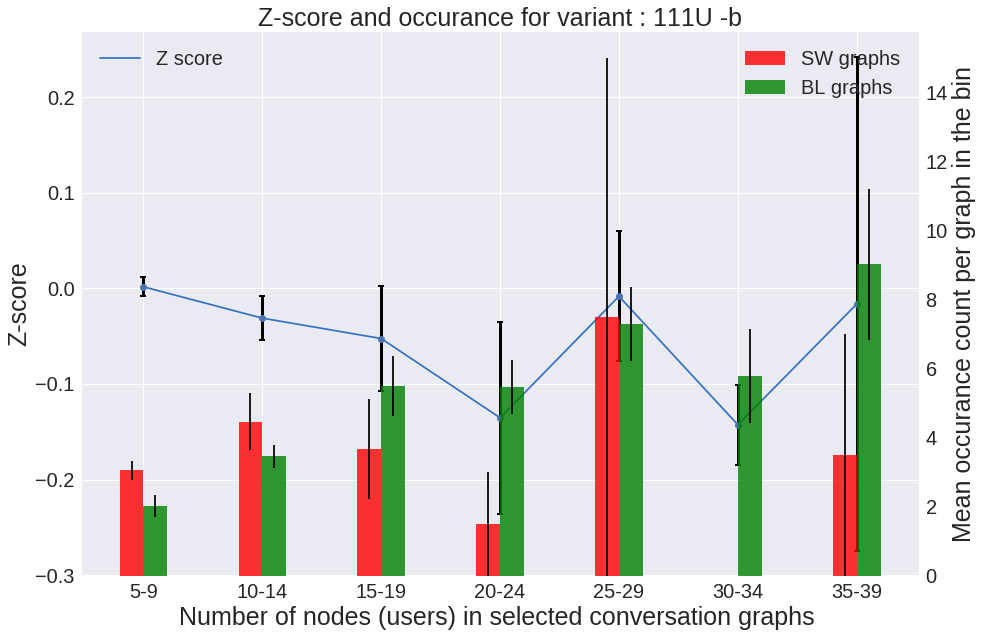 Z-score and occurance for variant : 111U -b
Z score
SW graphs
BL graphs
0.2
0.1
0.0
−0.1
−0.2
−0.3
Z-score
14
12
10
8
6
4
2
0
Mean occurance count per graph in the bin
5-9 10-14 15-19 20-24 25-29 30-34 35-39
Number of nodes (users) in selected conversation graphs